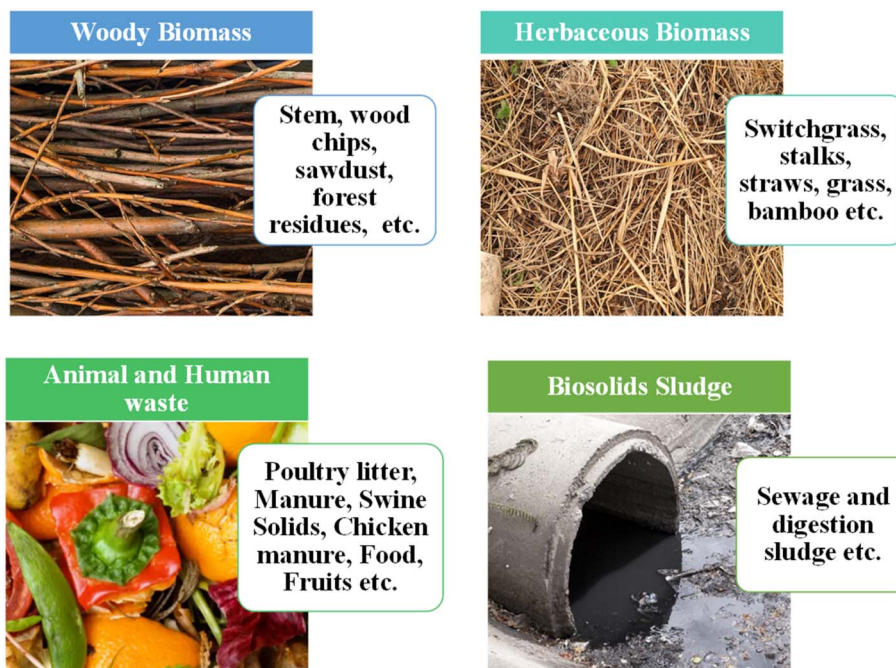 Woody Biomass
Stem, wood
chips,
sawdust,
forest
residues, etc.
Herbaceous Biomass
Switchgrass,
stalks,
straws, grass,
bamboo etc.
Animal and Human
waste
Poultry litter,
Manure, Swine
Solids, Chicken
manure, Food,
Fruits etc.
Biosolids Sludge
Sewage and
digestion
sludge etc.